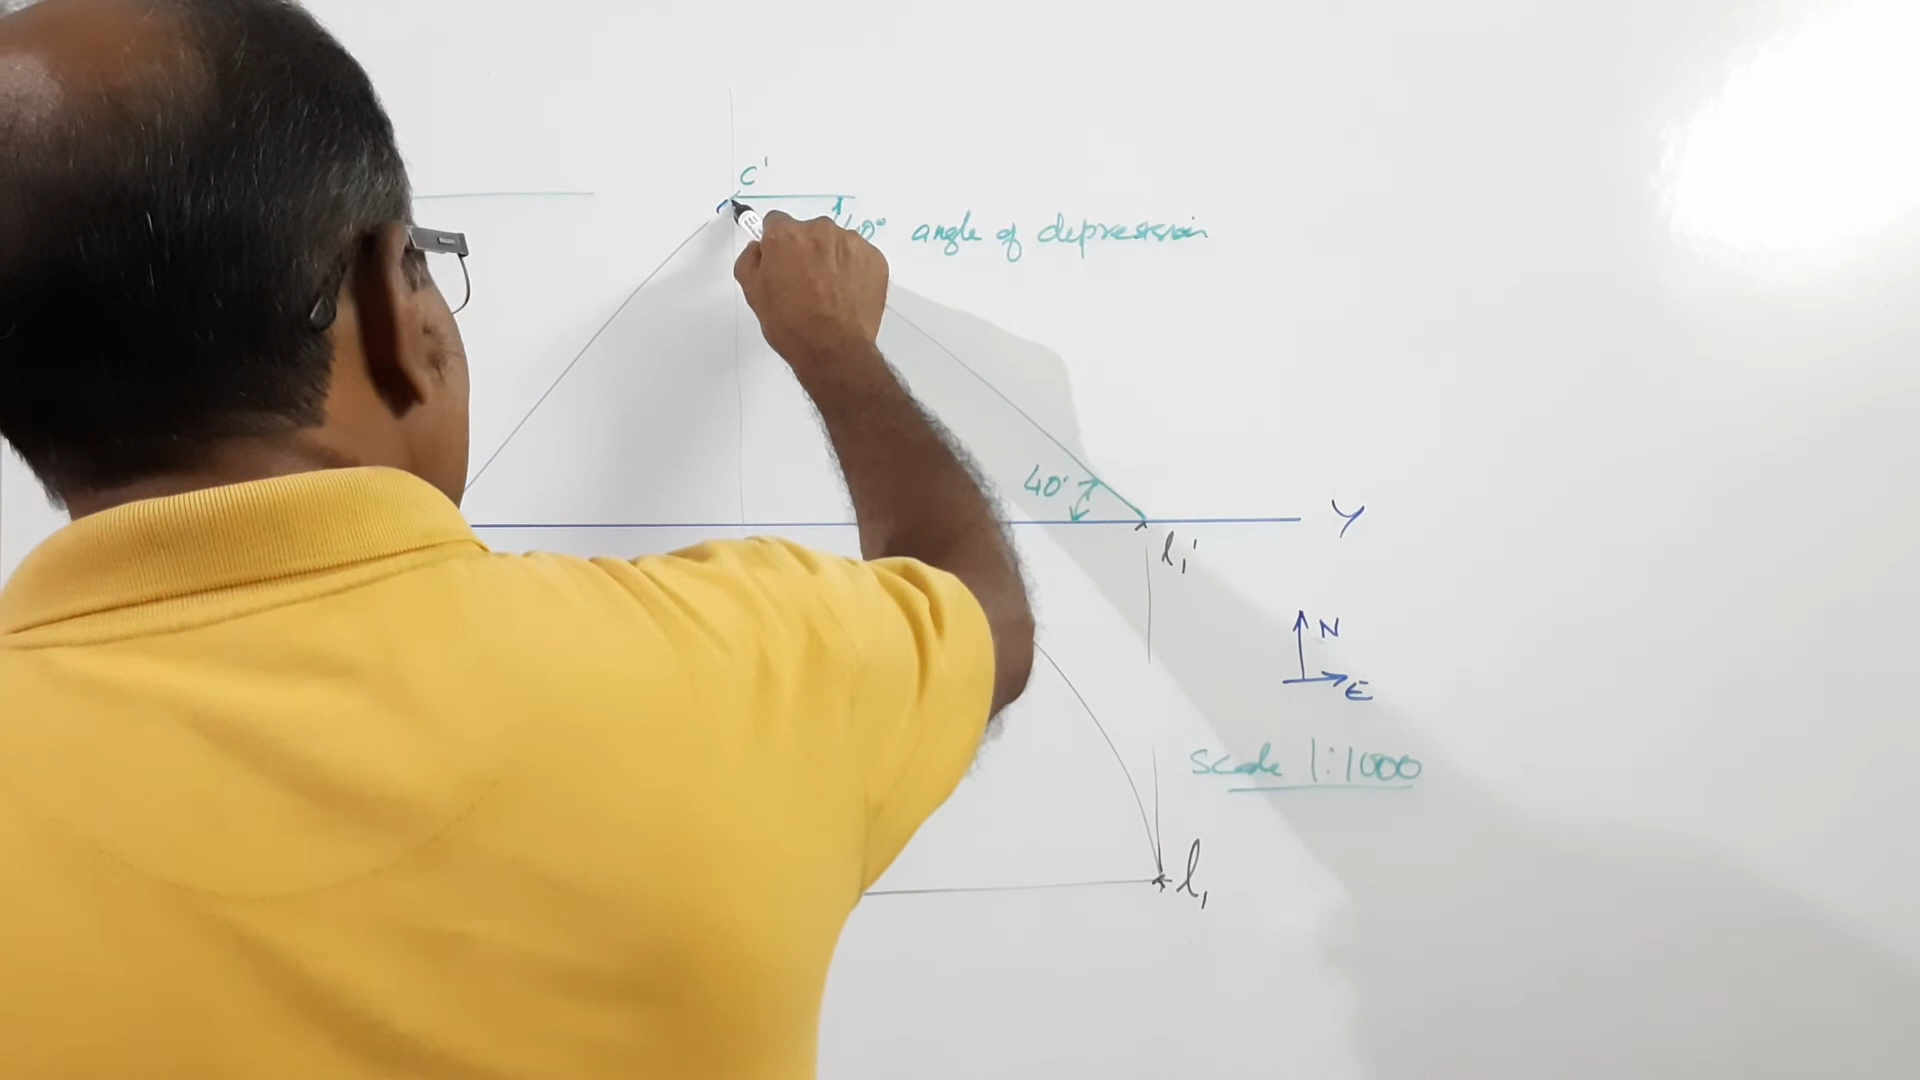 c'
40° angle of depression
40°
Y
l₁'
N
E
Scale 1:1000
l₁